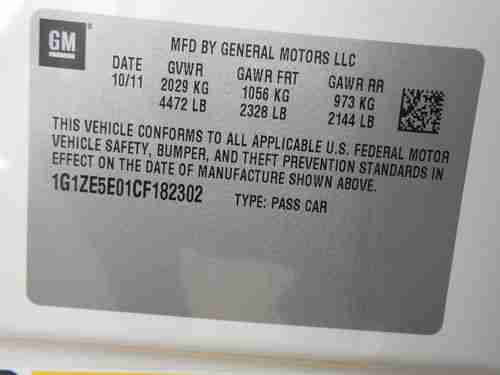 GM
MFD BY GENERAL MOTORS LLC
DATE GVWR GAWR FRT GAWR RR
10/11 2029 KG 1056 KG 973 KG
4472 LB 2328 LB 2144 LB
THIS VEHICLE CONFORMS TO ALL APPLICABLE U.S. FEDERAL MOTOR
VEHICLE SAFETY, BUMPER, AND THEFT PREVENTION STANDARDS IN
EFFECT ON THE DATE OF MANUFACTURE SHOWN ABOVE.
1G1ZE5E01CF182302 TYPE: PASS CAR